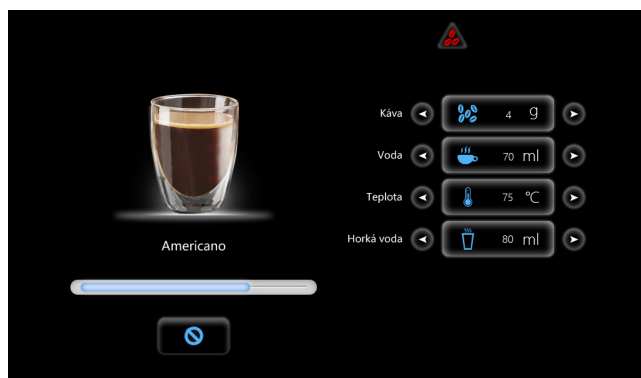 Káva 4 g
Voda 70 ml
Teplota 75 °C
Horká voda 80 ml
Americano